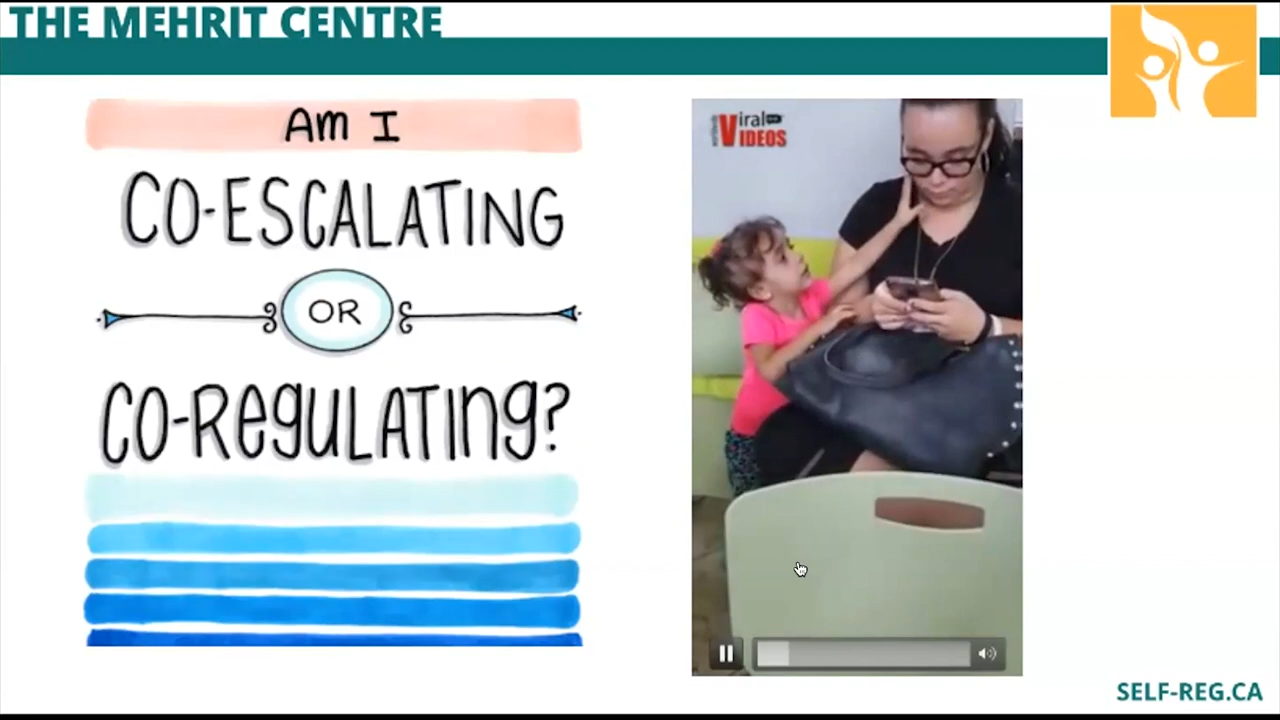 THE MEHRIT CENTRE
Am I
CO-ESCALATING
OR
CO-RegULATIng?
Viral
VIDEOS
SELF-REG.CA